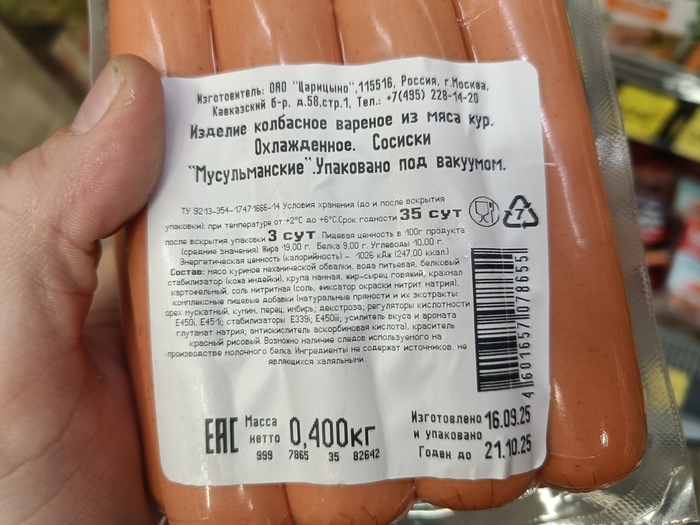 Изготовитель: ОАО "Царицыно",115516, Россия, г.Москва,
Кавказский б-р. д.58,стр.1, Тел.: +7(495) 228-14-20
Изделие колбасное вареное из мяса кур.
Охлажденное. Сосиски
"Мусульманские".Упаковано под вакуумом.
ТУ 9213-354-17471666-14 Условия хранения (до и после вскрытия
упаковки): при температуре от +2°С до +6°С.Срок годности 35 сут
после вскрытия упаковки 3 сут. Пищевая ценность в 100г продукта
(средние значения) Жира 19,00 г. Белка 9,00 г. Углеводы 10,00 г.
Энергетическая ценность (калорийность) - 1026 кДж (247,00 ккал.)
Состав: мясо куриное механической обвалки, вода питьевая, белковый
стабилизатор (кожа индейки), крупа манная, жир-сырец говяжий, крахмал
картофельный, соль нитритная (соль, фиксатор окраски нитрит натрия),
комплексные пищевые добавки (натуральные пряности и их экстракты:
орех мускатный, кумин, перец, имбирь; декстроза; регуляторы кислотности
Е450i, Е451i; стабилизаторы Е339i, Е450iii; усилитель вкуса и аромата
глутамат натрия; антиокислитель аскорбиновая кислота), краситель
красный рисовый. Возможно наличие следов используемого на
производстве молочного белка Ингредиенты не содержат источников, не
являющихся халяльными.
7
4 601657 078655
ЕАС Масса нетто 0,400кг
999 7865 35 82642
Изготовлено и упаковано 16.09.25
Годен до 21.10.25